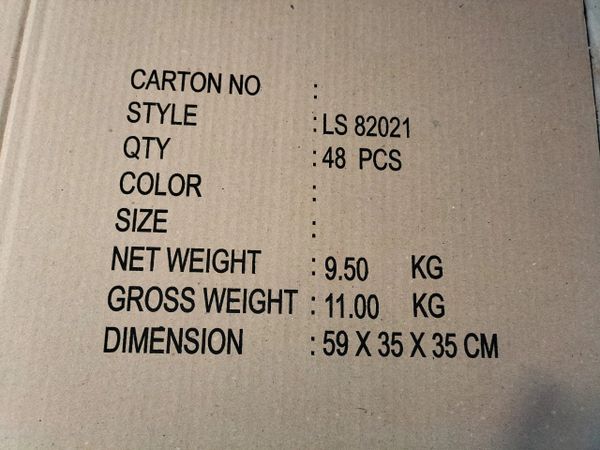 CARTON NO :
STYLE : LS 82021
QTY : 48 PCS
COLOR :
SIZE :
NET WEIGHT : 9.50 KG
GROSS WEIGHT : 11.00 KG
DIMENSION : 59 X 35 X 35 CM